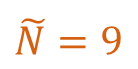 Ñ = 9